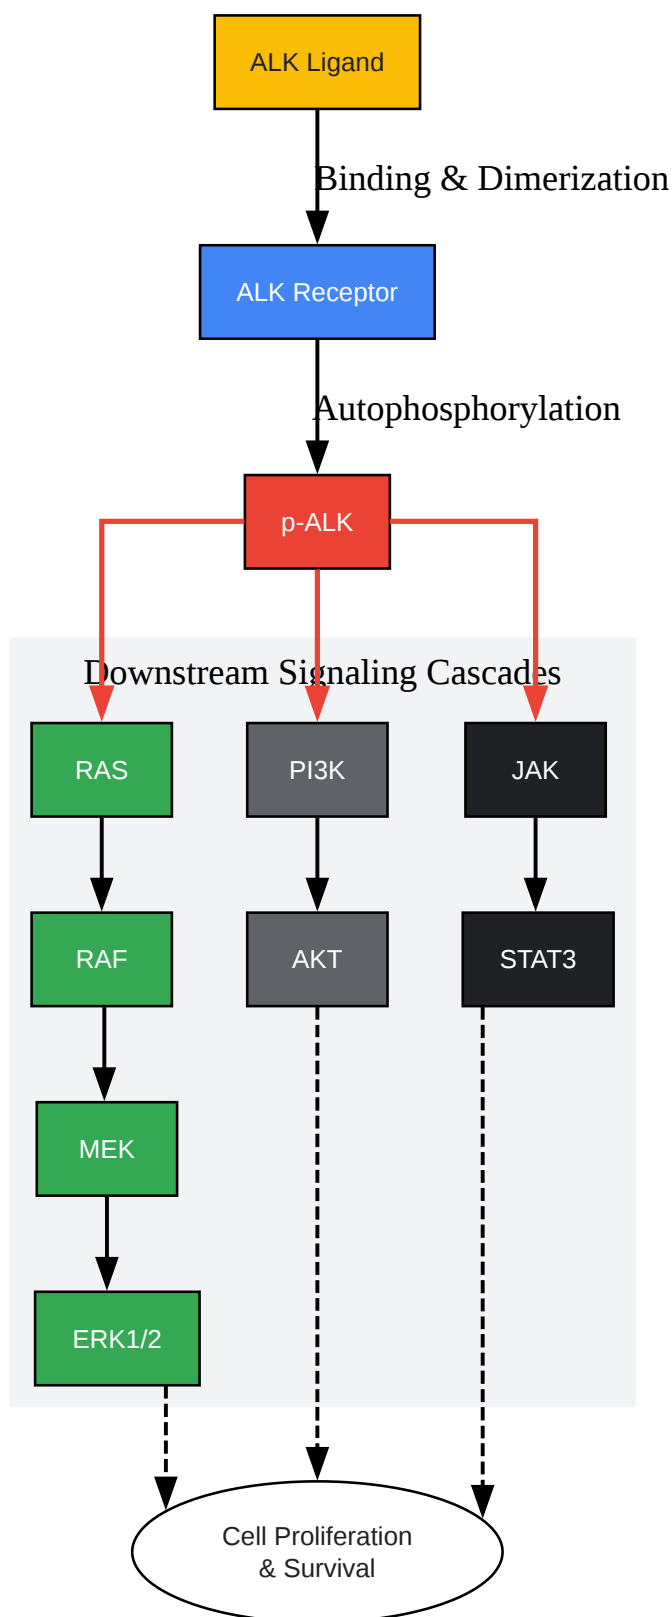 ALK Ligand
Binding & Dimerization
ALK Receptor
Autophosphorylation
p-ALK
Downstream Signaling Cascades
RAS
PI3K
JAK
RAF
AKT
STAT3
MEK
ERK1/2
Cell Proliferation
& Survival